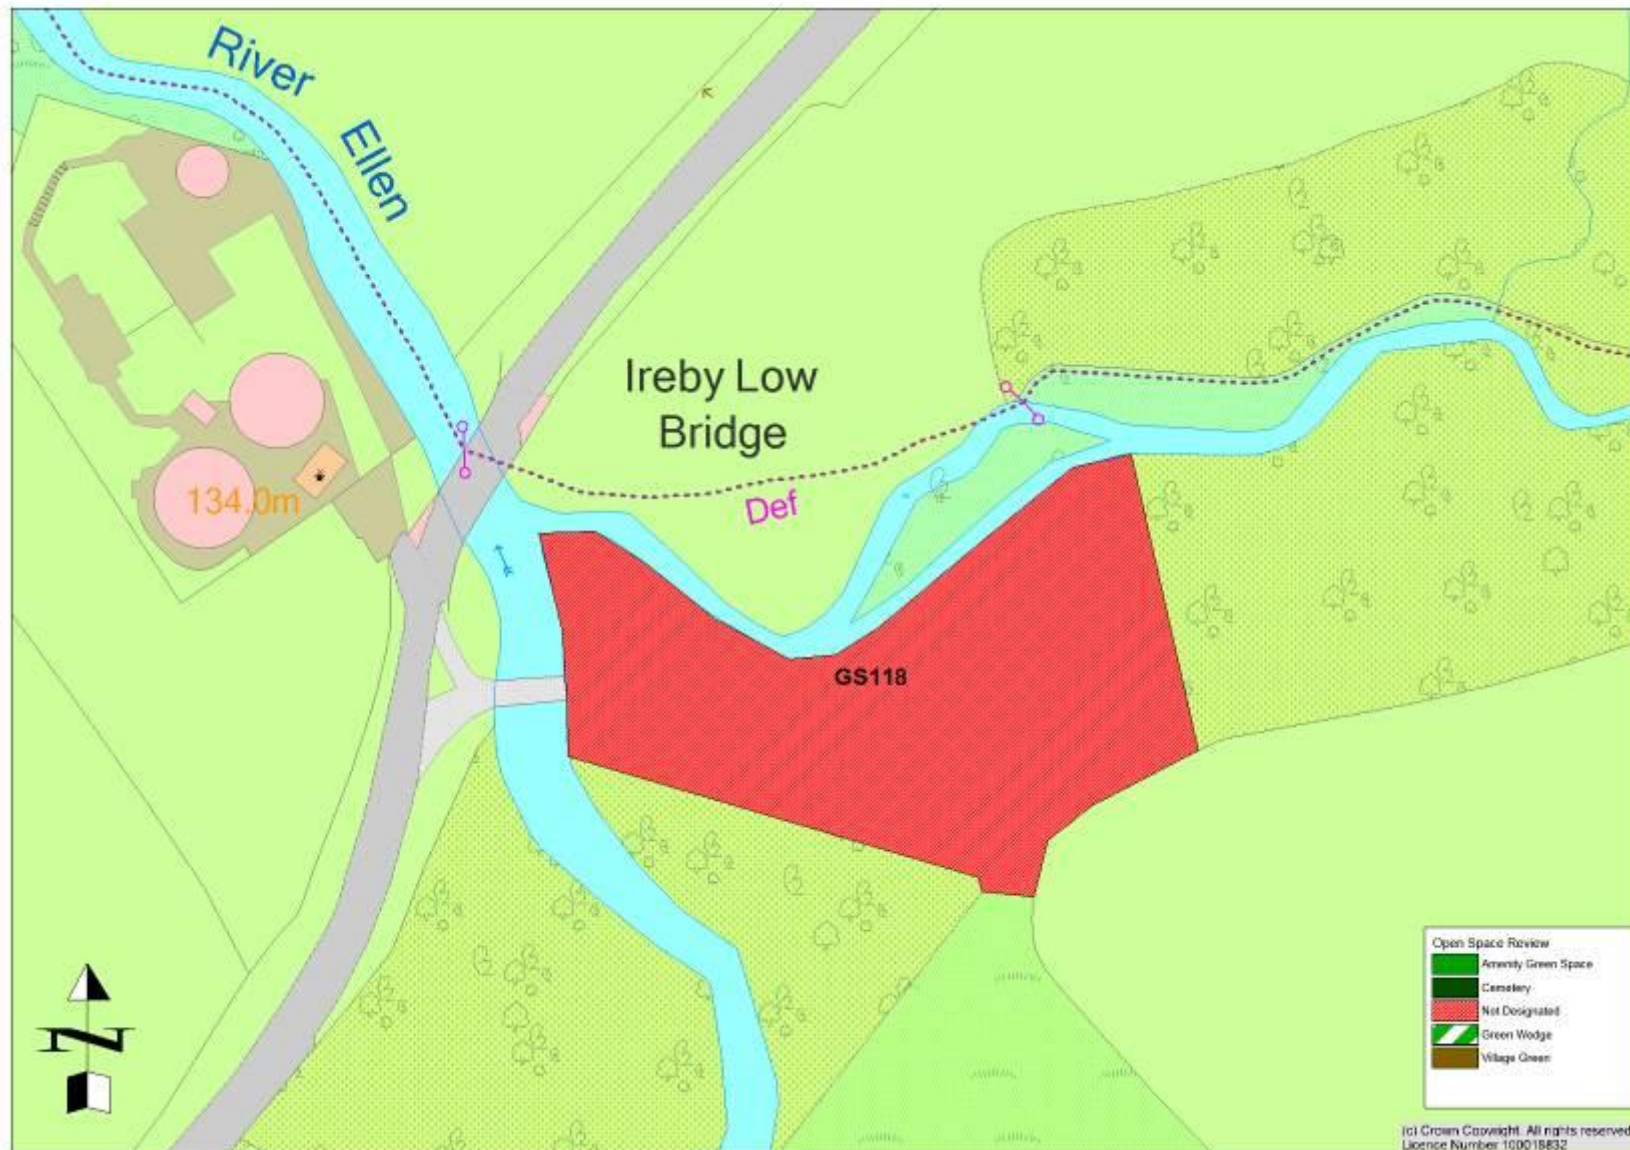 River
Ellen
Ireby Low
Bridge
Def
134.0m
GS118
N
Open Space Review
Amenity Green Space
Cemetery
Not Designated
Green Wedge
Village Green
(c) Crown Copyright. All rights reserved
Licence Number 100018832